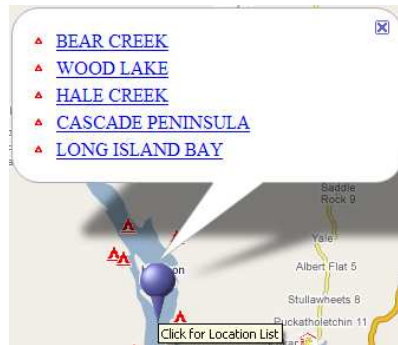 BEAR CREEK
WOOD LAKE
HALE CREEK
CASCADE PENINSULA
LONG ISLAND BAY
Saddle
Rock 9
Yale
Albert Flat 5
Stullawheets 8
Puckatholetchin 11
Click for Location List